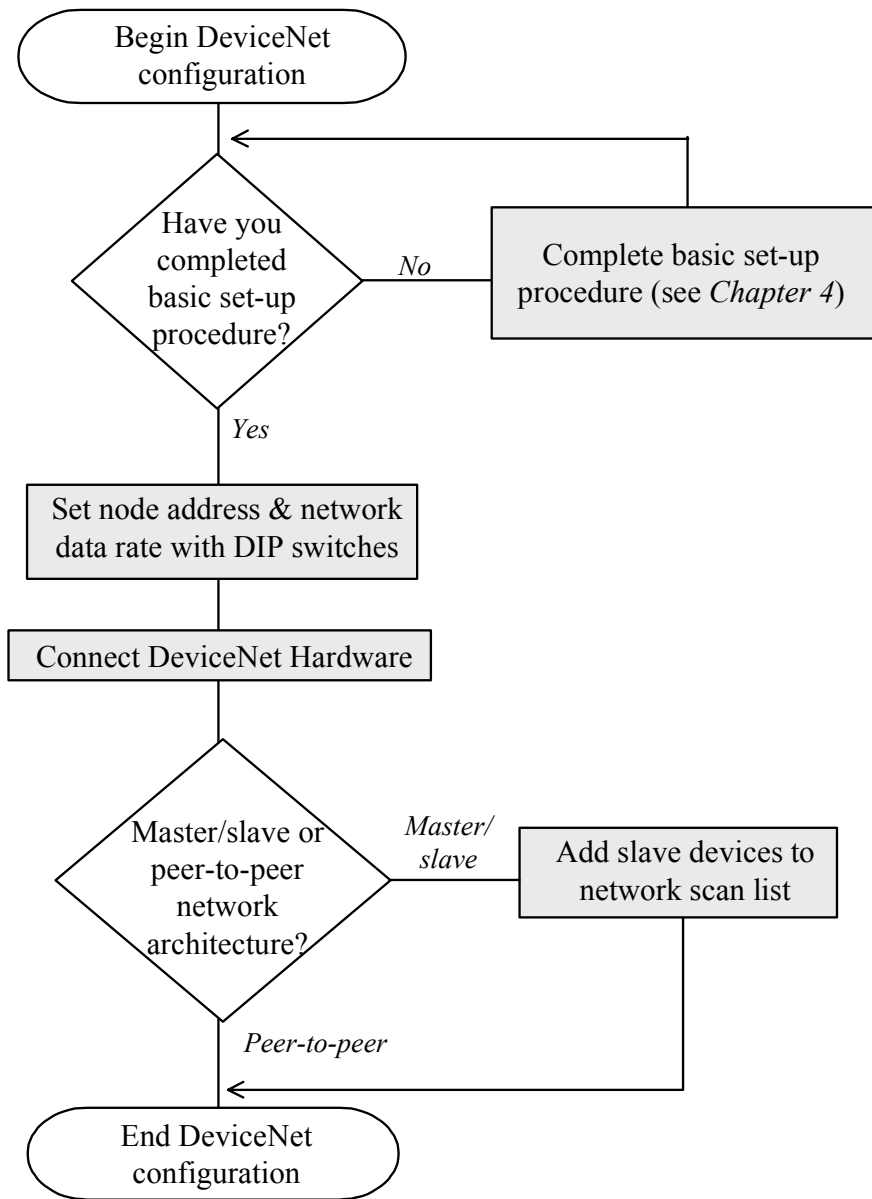 Begin DeviceNet
configuration
Have you
completed
basic set-up
procedure?
No
Complete basic set-up
procedure (see Chapter 4)
Yes
Set node address & network
data rate with DIP switches
Connect DeviceNet Hardware
Master/slave or
peer-to-peer
network
architecture?
Master/
slave
Add slave devices to
network scan list
Peer-to-peer
End DeviceNet
configuration